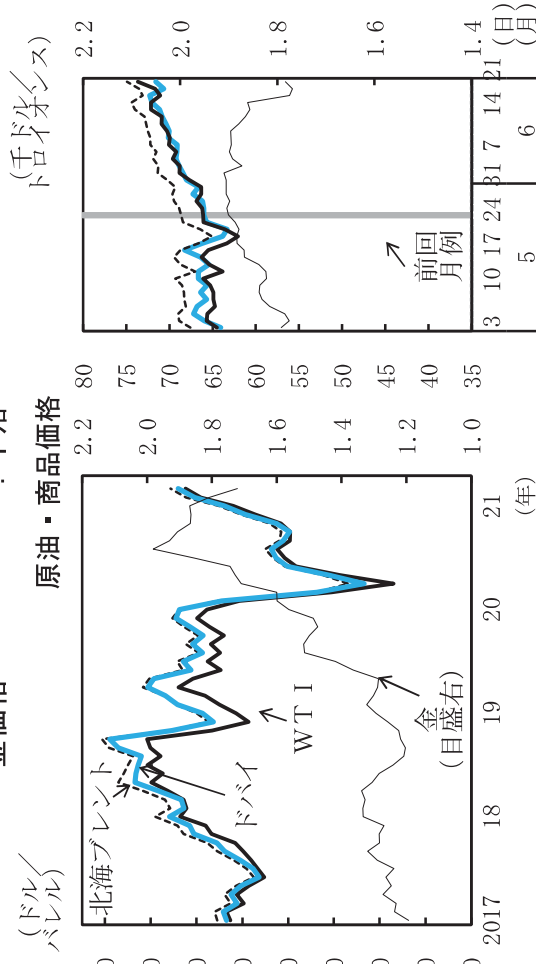 原油・商品価格
(ドル/
バレル)
北海ブレント
ドバイ
WTI
金
(目盛右)
2.2
2.0
1.8
1.6
1.4
1.2
1.0
2017
18
19
20
21
(年)
(千ドル/
トロイオンス)
80
75
70
65
60
55
50
45
40
35
2.2
2.0
1.8
1.6
1.4
前回
月例
3
10
17
24
31
7
14
21
(日)
5
6
(月)